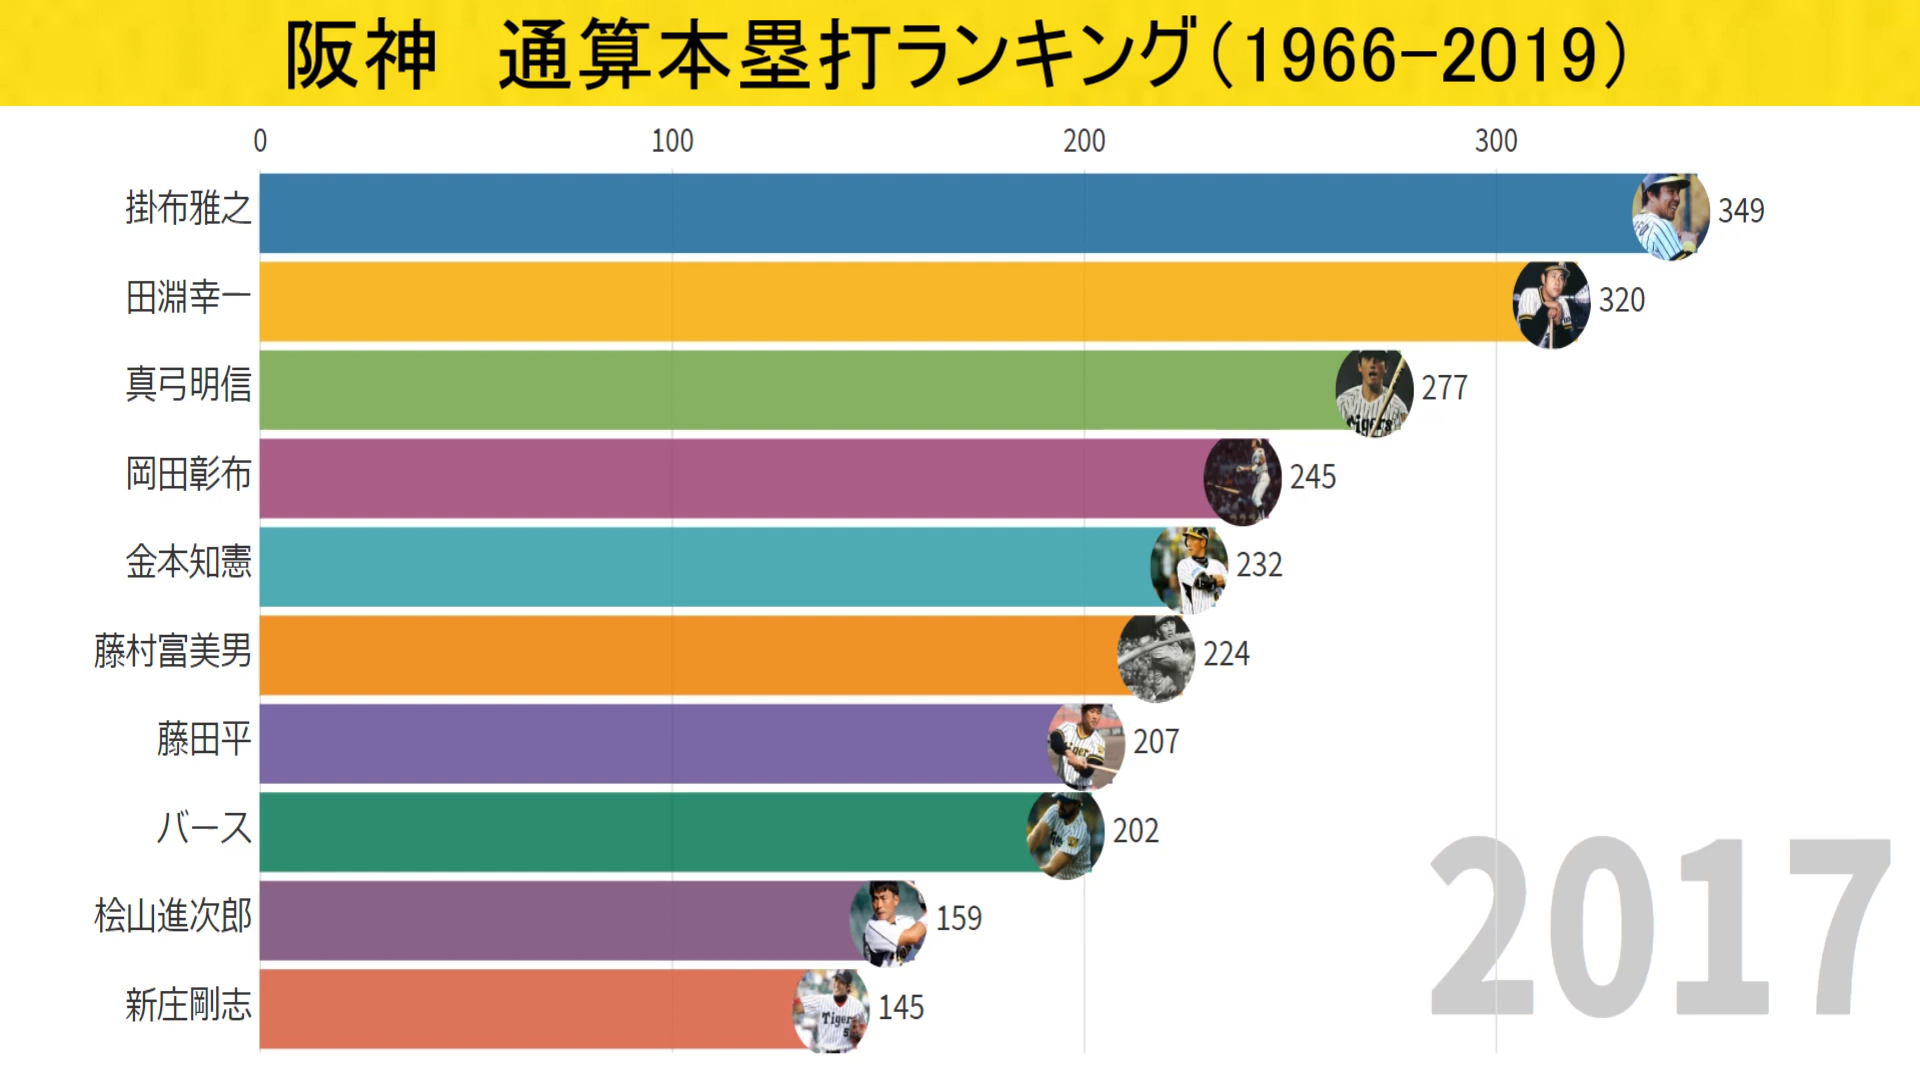 阪神　通算本塁打ランキング（1966-2019）
0 100 200 300
掛布雅之 349
田淵幸一 320
真弓明信 277
岡田彰布 245
金本知憲 232
藤村富美男 224
藤田平 207
バース 202
桧山進次郎 159
新庄剛志 145
2017